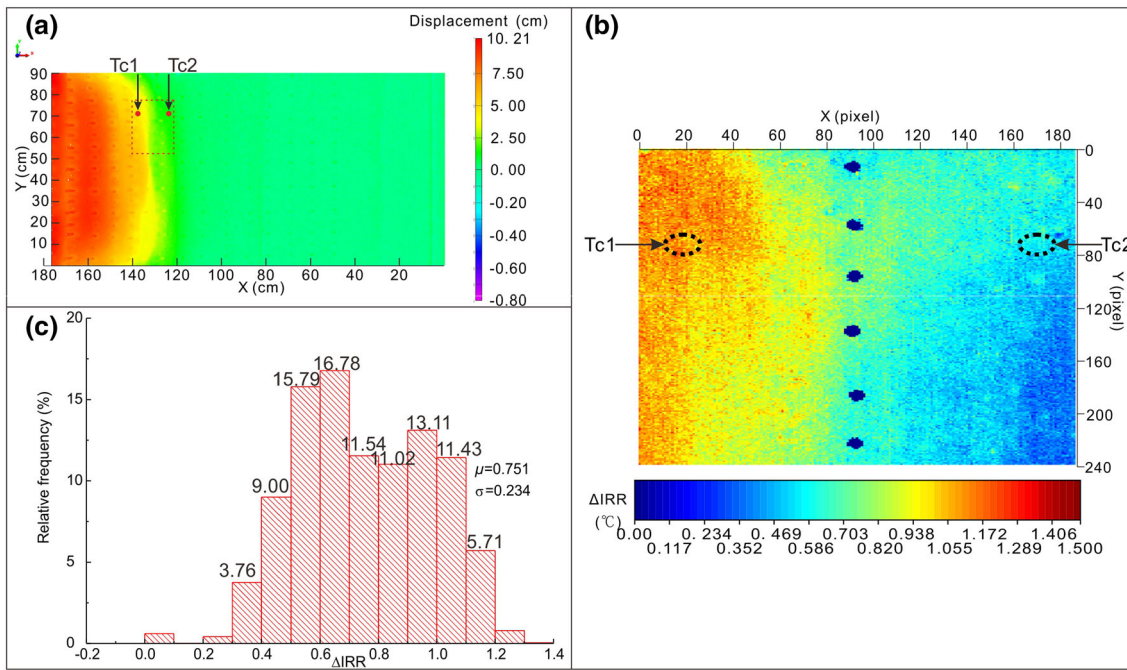 (a)
Displacement (cm)
Tc1 Tc2
90
80
70
60
50
40
30
20
10
Y (cm)
176 160 140 120 100 80 60 40 20
X (cm)
10.21
7.50
5.00
2.50
0.00
-0.20
-0.40
-0.60
-0.80
(b)
X (pixel)
0 20 40 60 80 100 120 140 160 180
0
40
80
120
160
200
240
Y (pixel)
Tc1
Tc2
ΔIRR
(℃)
0.00 0.234 0.469 0.703 0.938 1.172 1.406
0.117 0.352 0.586 0.820 1.055 1.289 1.500
(c)
Relative frequency (%)
20
15
10
5
0
3.76
9.00
15.79
16.78
11.54
11.02
13.11
11.43
5.71
μ=0.751
σ=0.234
-0.2 0.0 0.2 0.4 0.6 0.8 1.0 1.2 1.4
ΔIRR